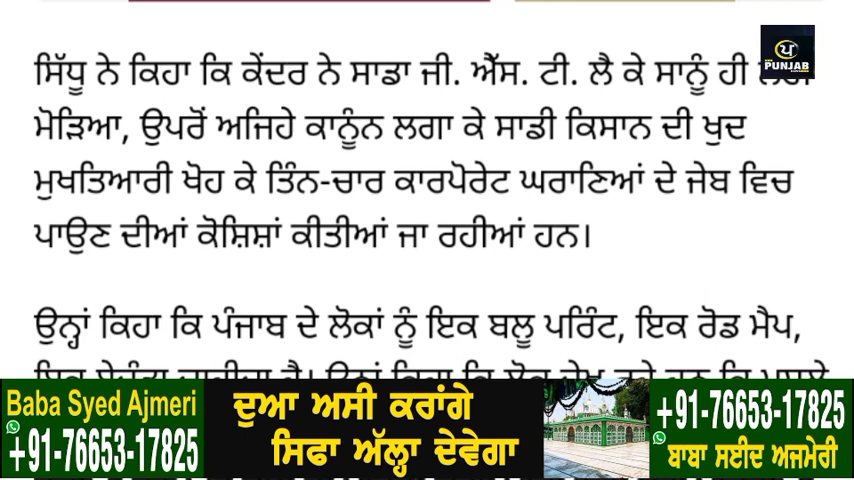 ਪ
PUNJAB
ਸਿੱਧੂ ਨੇ ਕਿਹਾ ਕਿ ਕੇਂਦਰ ਨੇ ਸਾਡਾ ਜੀ. ਐੱਸ. ਟੀ. ਲੈ ਕੇ ਸਾਨੂੰ ਹੀ
ਮੋੜਿਆ, ਉਪਰੋਂ ਅਜਿਹੇ ਕਾਨੂੰਨ ਲਗਾ ਕੇ ਸਾਡੀ ਕਿਸਾਨ ਦੀ ਖੁਦ
ਮੁਖਤਿਆਰੀ ਖੋਹ ਕੇ ਤਿੰਨ-ਚਾਰ ਕਾਰਪੋਰੇਟ ਘਰਾਣਿਆਂ ਦੇ ਜੇਬ ਵਿਚ
ਪਾਉਣ ਦੀਆਂ ਕੋਸ਼ਿਸ਼ਾਂ ਕੀਤੀਆਂ ਜਾ ਰਹੀਆਂ ਹਨ।
ਉਨ੍ਹਾਂ ਕਿਹਾ ਕਿ ਪੰਜਾਬ ਦੇ ਲੋਕਾਂ ਨੂੰ ਇਕ ਬਲੂ ਪਰਿੰਟ, ਇਕ ਰੋਡ ਮੈਪ,
Baba Syed Ajmeri
+91-76653-17825
ਦੁਆ ਅਸੀ ਕਰਾਂਗੇ
ਸਿਫਾ ਅੱਲ੍ਹਾ ਦੇਵੇਗਾ
+91-76653-17825
ਬਾਬਾ ਸਈਦ ਅਜਮੇਰੀ